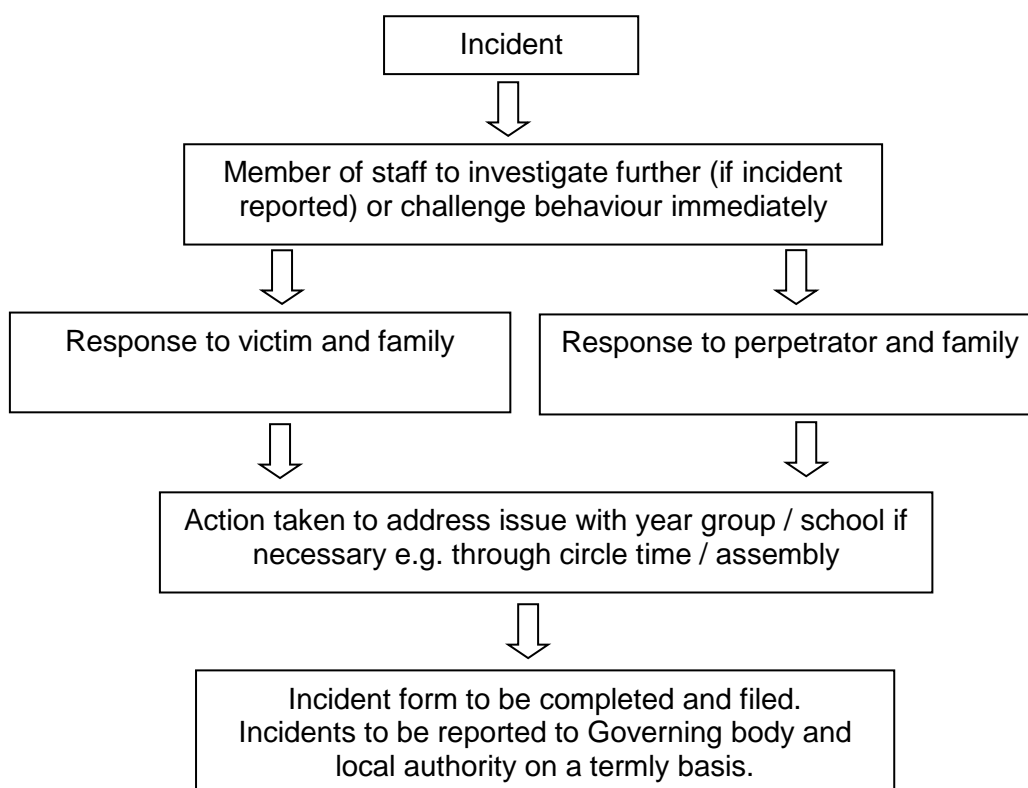 Incident
Member of staff to investigate further (if incident
reported) or challenge behaviour immediately
Response to victim and family
Response to perpetrator and family
Action taken to address issue with year group / school if
necessary e.g. through circle time / assembly
Incident form to be completed and filed.
Incidents to be reported to Governing body and
local authority on a termly basis.